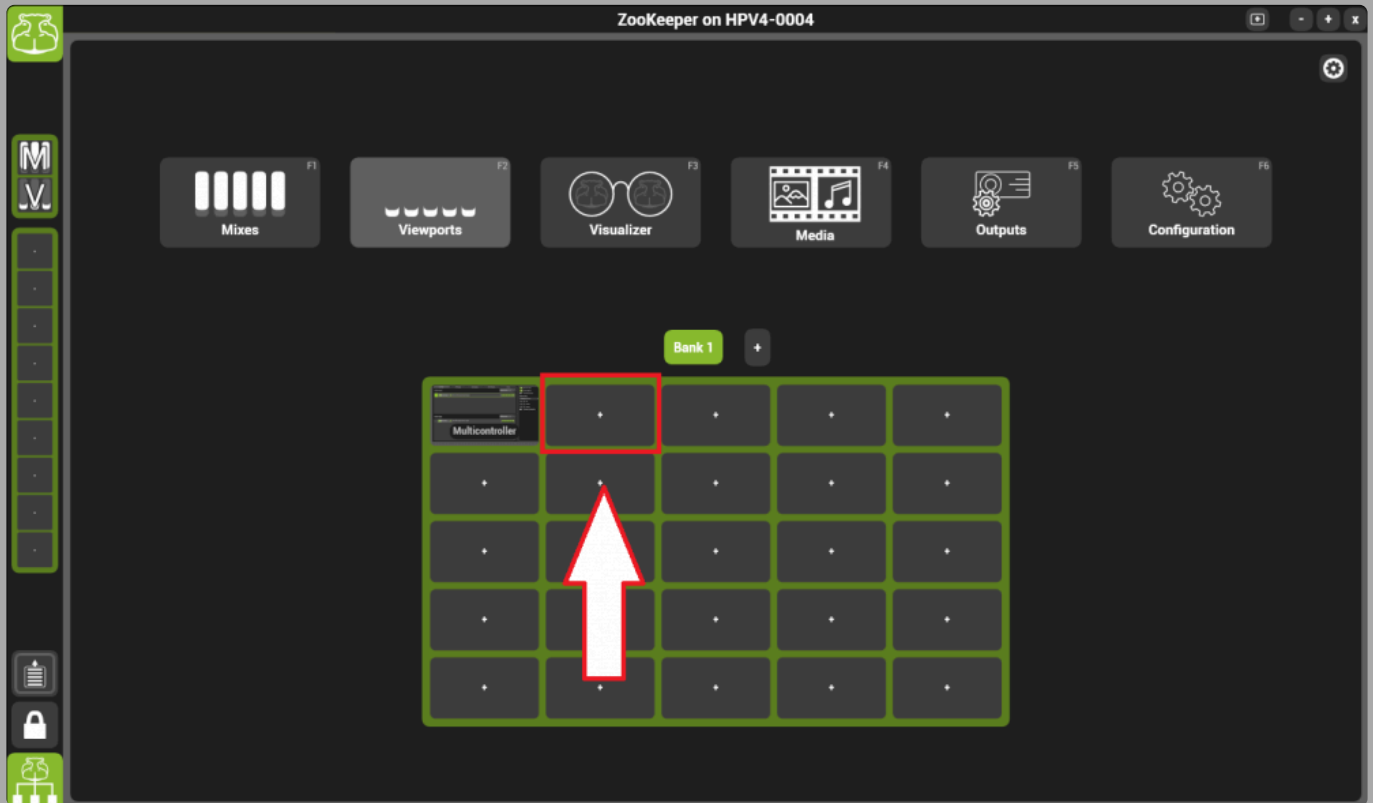 ZooKeeper on HPV4-0004
- + x
M
V
F1
Mixes
F2
Viewports
F3
Visualizer
F4
Media
F5
Outputs
F6
Configuration
Bank 1 +
Multicontroller + + + +
+ + + + +
+ + + +
+ + + +
+ + + + +